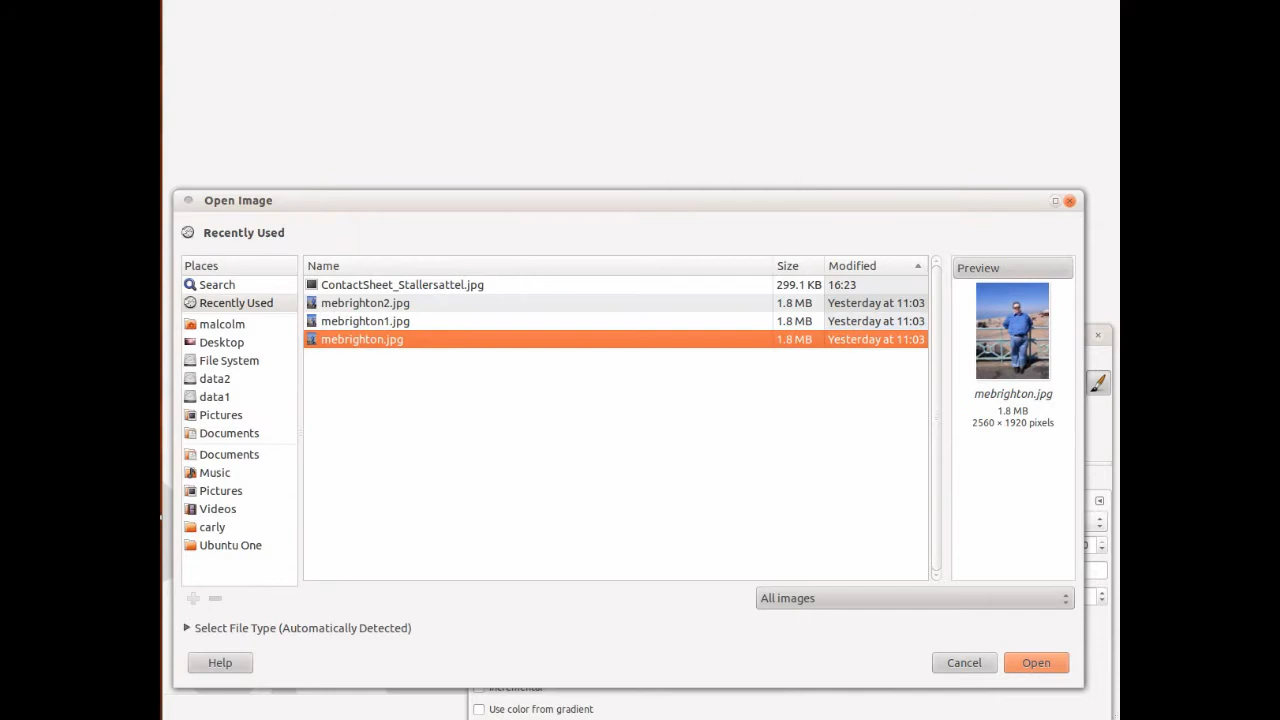 Open Image
Recently Used
Places
Search
Recently Used
malcolm
Desktop
File System
data2
data1
Pictures
Documents
Documents
Music
Pictures
Videos
carly
Ubuntu One
Name Size Modified
ContactSheet_Stallersattel.jpg 299.1 KB 16:23
mebrighton2.jpg 1.8 MB Yesterday at 11:03
mebrighton1.jpg 1.8 MB Yesterday at 11:03
mebrighton.jpg 1.8 MB Yesterday at 11:03
Preview
mebrighton.jpg
1.8 MB
2560 × 1920 pixels
All images
Select File Type (Automatically Detected)
Help Cancel Open
Incremental
Use color from gradient